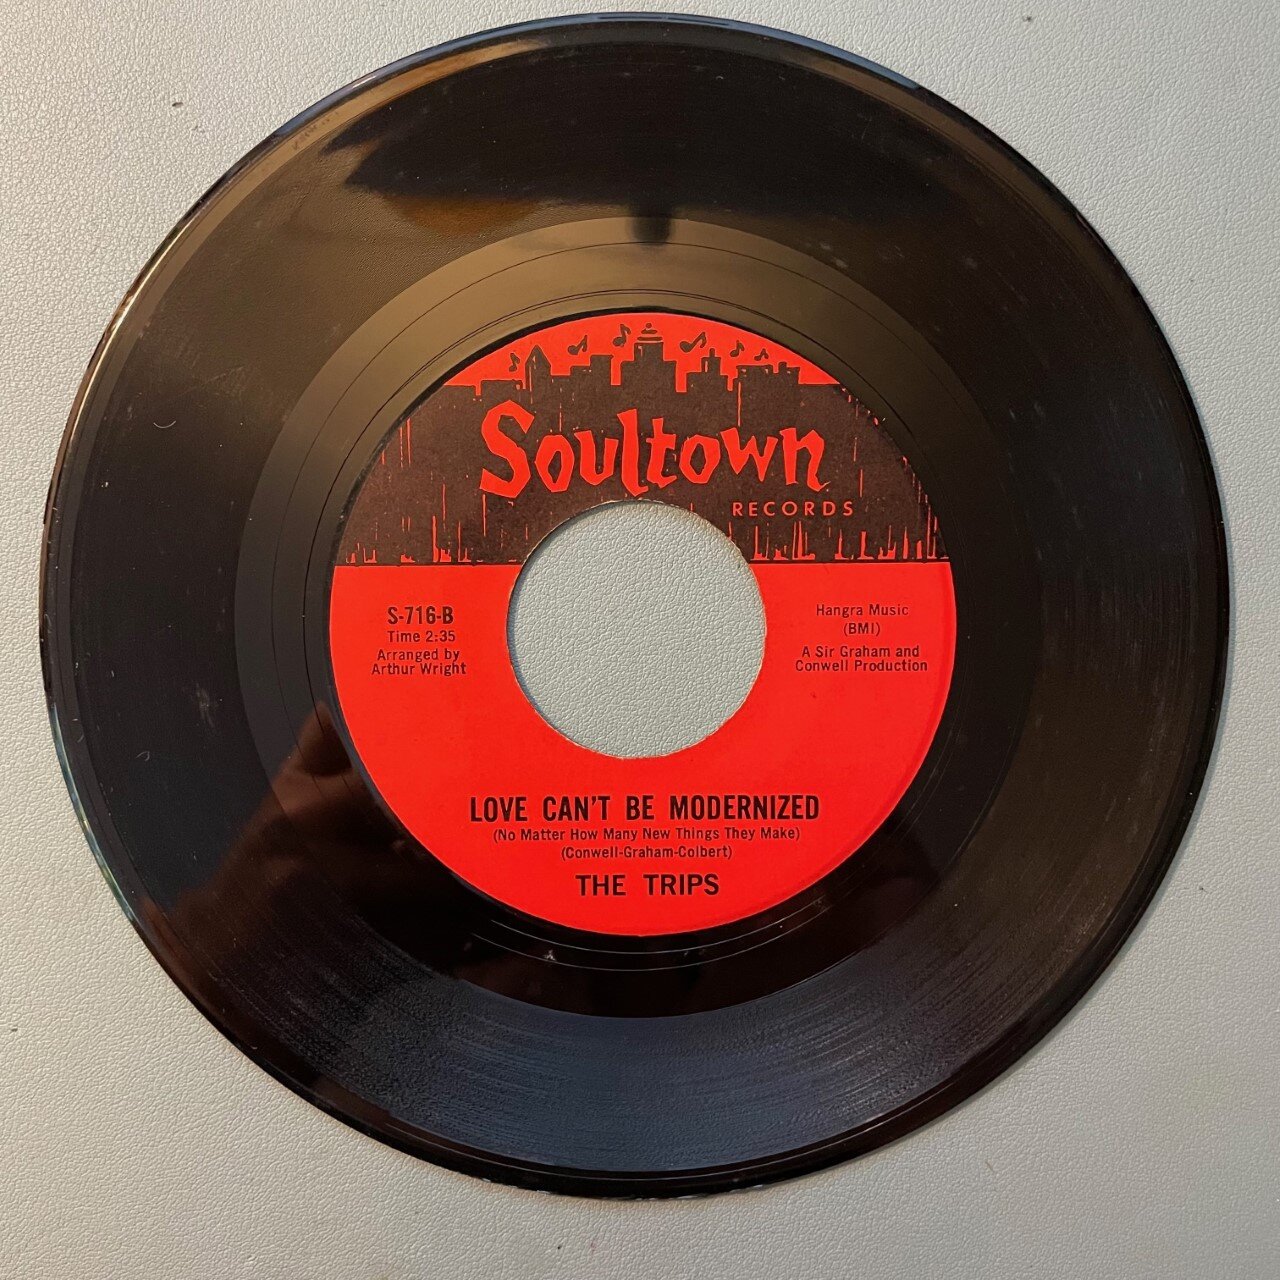 Soultown
RECORDS
S-716-B
Time 2:35
Arranged by
Arthur Wright
Hangra Music
(BMI)
A Sir Graham and
Conwell Production
LOVE CAN'T BE MODERNIZED
(No Matter How Many New Things They Make)
(Conwell-Graham-Colbert)
THE TRIPS